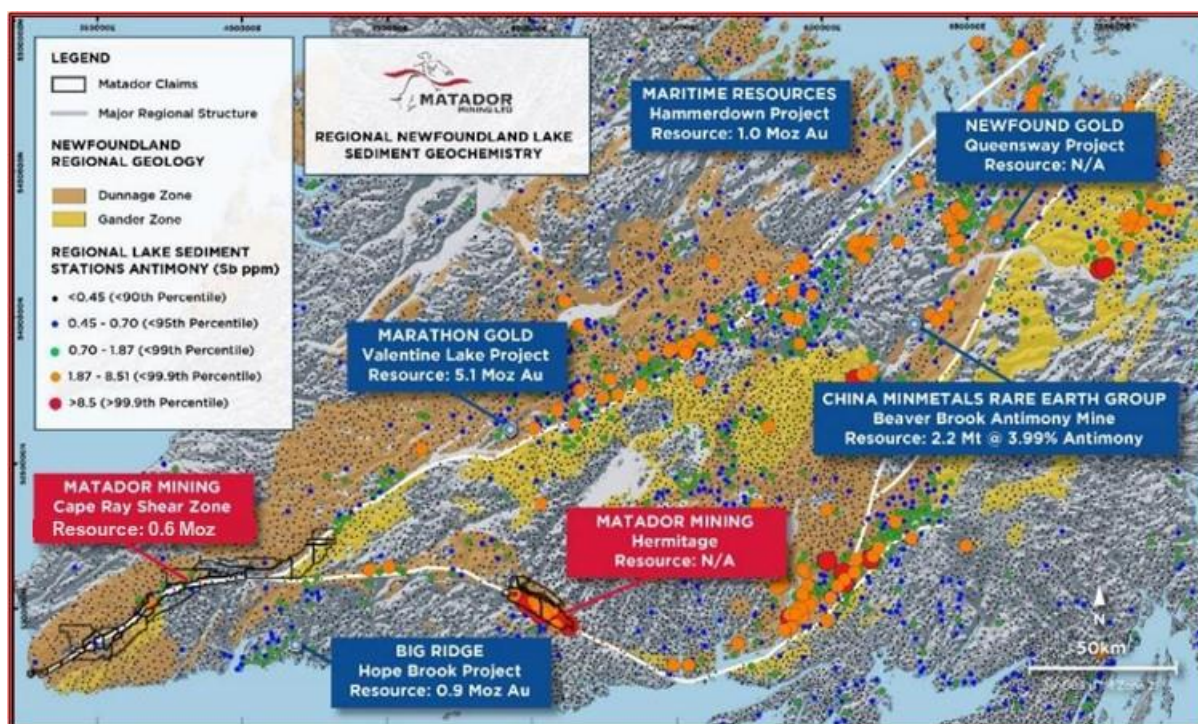 LEGEND
Matador Claims
Major Regional Structure
NEWFOUNDLAND
REGIONAL GEOLOGY
Dunnage Zone
Gander Zone
REGIONAL LAKE SEDIMENT
STATIONS ANTIMONY (Sb ppm)
<0.45 (<90th Percentile)
0.45 - 0.70 (<95th Percentile)
0.70 - 1.87 (<99th Percentile)
1.87 - 8.51 (<99.9th Percentile)
>8.5 (>99.9th Percentile)
MATADOR
MINING LTD
REGIONAL NEWFOUNDLAND LAKE
SEDIMENT GEOCHEMISTRY
MARITIME RESOURCES
Hammerdown Project
Resource: 1.0 Moz Au
NEWFOUND GOLD
Queensway Project
Resource: N/A
MARATHON GOLD
Valentine Lake Project
Resource: 5.1 Moz Au
CHINA MINMETALS RARE EARTH GROUP
Beaver Brook Antimony Mine
Resource: 2.2 Mt @ 3.99% Antimony
MATADOR MINING
Cape Ray Shear Zone
Resource: 0.6 Moz
MATADOR MINING
Hermitage
Resource: N/A
BIG RIDGE
Hope Brook Project
Resource: 0.9 Moz Au
N
50km